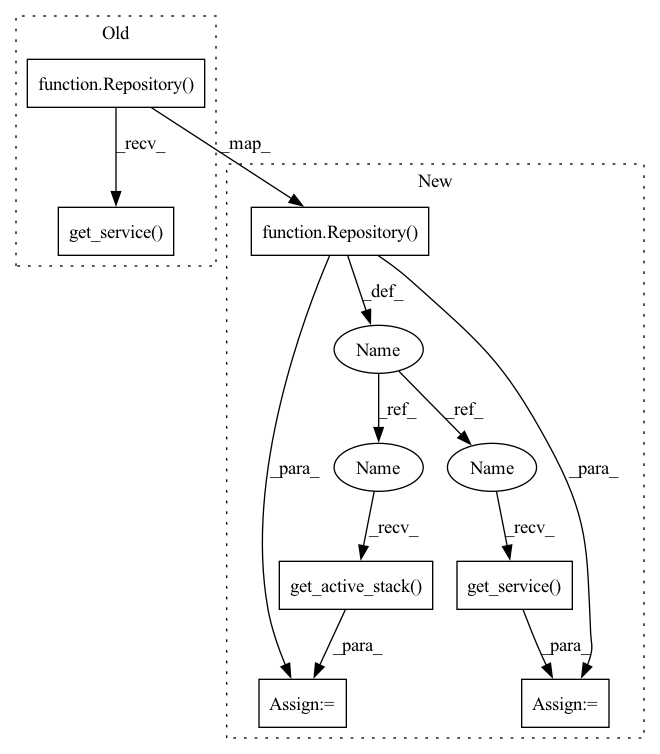 Old
function.Repository()
_recv_
_map_
get_service()
New
function.Repository()
_def_
Name
_ref_
_ref_
_para_
Name
Name
_para_
_recv_
_recv_
get_active_stack()
get_service()
_para_
_para_
Assign:=
Assign:=